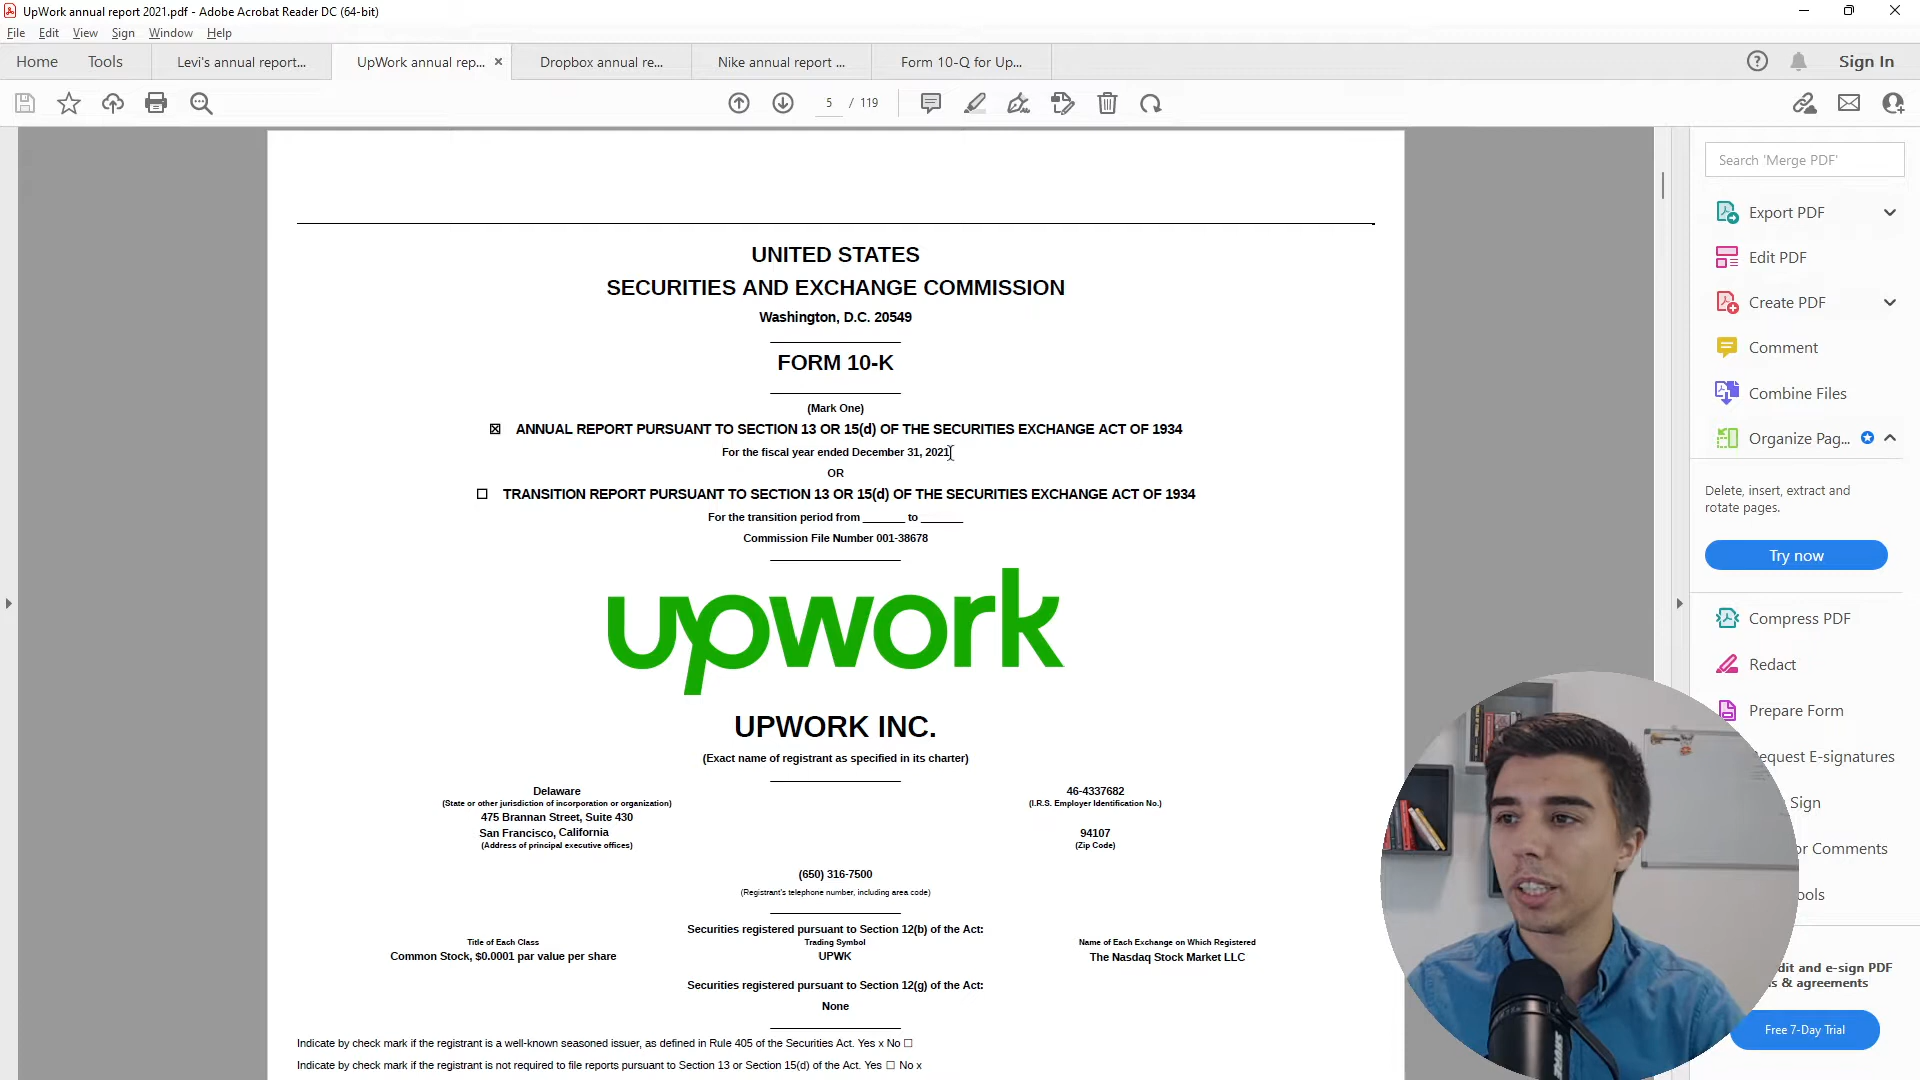 UpWork annual report 2021.pdf - Adobe Acrobat Reader DC (64-bit)
File Edit View Sign Window Help
Home Tools Levi's annual report... UpWork annual rep... Dropbox annual re... Nike annual report ... Form 10-Q for Up... Sign In
5 / 119
Search 'Merge PDF'
Export PDF
Edit PDF
Create PDF
Comment
Combine Files
Organize Pag...
Delete, insert, extract and
rotate pages.
Try now
Compress PDF
Redact
Prepare Form
equest E-signatures
Sign
or Comments
ools
dit and e-sign PDF
s & agreements
Free 7-Day Trial
UNITED STATES
SECURITIES AND EXCHANGE COMMISSION
Washington, D.C. 20549
FORM 10-K
(Mark One)
☒ ANNUAL REPORT PURSUANT TO SECTION 13 OR 15(d) OF THE SECURITIES EXCHANGE ACT OF 1934
For the fiscal year ended December 31, 2021
OR
☐ TRANSITION REPORT PURSUANT TO SECTION 13 OR 15(d) OF THE SECURITIES EXCHANGE ACT OF 1934
For the transition period from _______ to _______
Commission File Number 001-38678
upwork
UPWORK INC.
(Exact name of registrant as specified in its charter)
Delaware 46-4337682
(State or other jurisdiction of incorporation or organization) (I.R.S. Employer Identification No.)
475 Brannan Street, Suite 430
San Francisco, California 94107
(Address of principal executive offices) (Zip Code)
(650) 316-7500
(Registrant's telephone number, including area code)
Securities registered pursuant to Section 12(b) of the Act:
Title of Each Class Trading Symbol Name of Each Exchange on Which Registered
Common Stock, $0.0001 par value per share UPWK The Nasdaq Stock Market LLC
Securities registered pursuant to Section 12(g) of the Act:
None
Indicate by check mark if the registrant is a well-known seasoned issuer, as defined in Rule 405 of the Securities Act. Yes x No ☐
Indicate by check mark if the registrant is not required to file reports pursuant to Section 13 or Section 15(d) of the Act. Yes ☐ No x